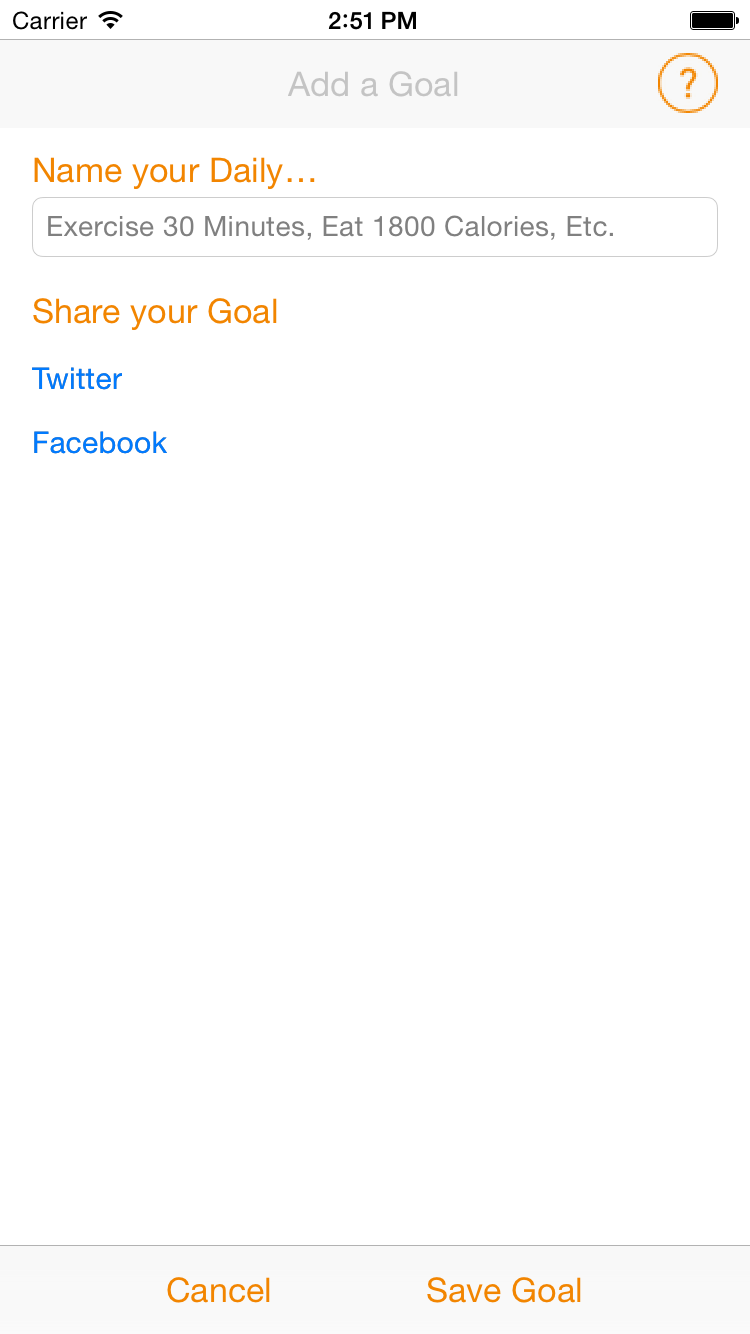 Carrier 2:51 PM
Add a Goal ?
Name your Daily…
Exercise 30 Minutes, Eat 1800 Calories, Etc.
Share your Goal
Twitter
Facebook
Cancel Save Goal